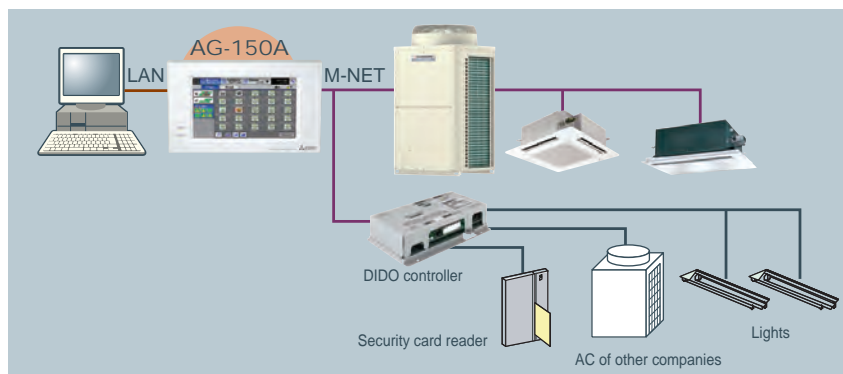 AG-150A
LAN
M-NET
DIDO controller
Security card reader
AC of other companies
Lights